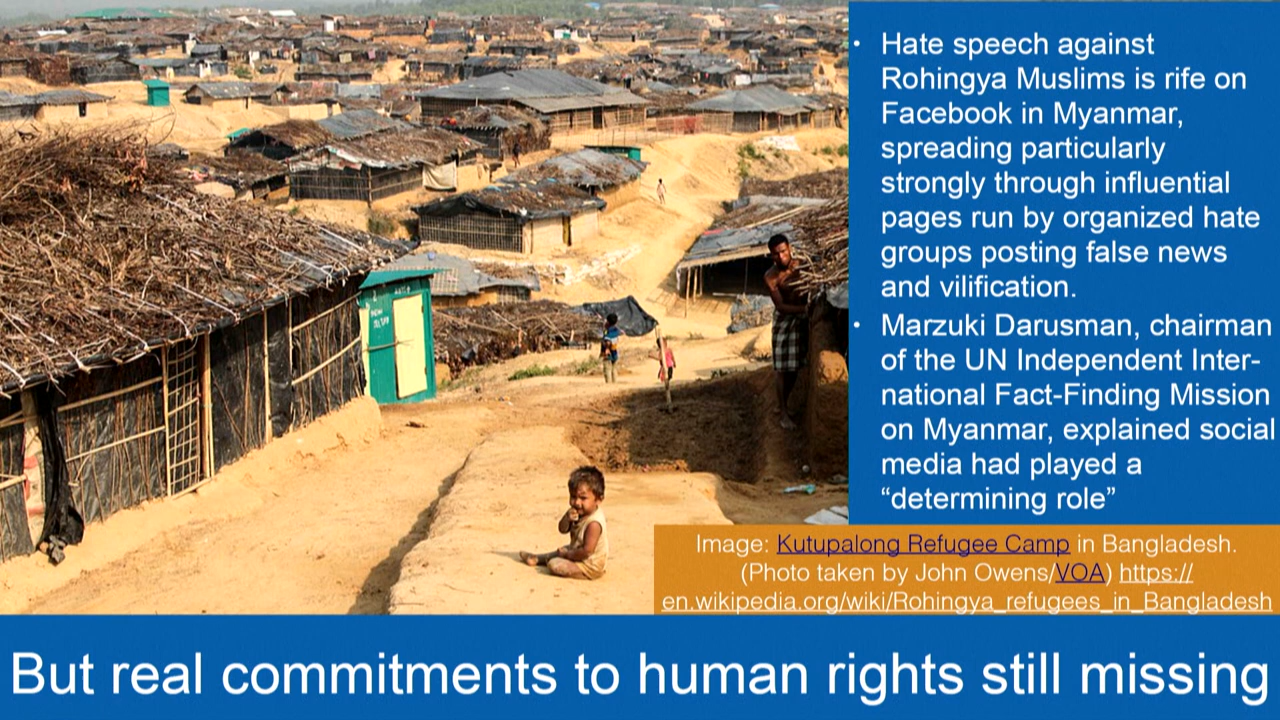 • Hate speech against
Rohingya Muslims is rife on
Facebook in Myanmar,
spreading particularly
strongly through influential
pages run by organized hate
groups posting false news
and vilification.
• Marzuki Darusman, chairman
of the UN Independent Inter-
national Fact-Finding Mission
on Myanmar, explained social
media had played a
“determining role”
Image: Kutupalong Refugee Camp in Bangladesh.
(Photo taken by John Owens/VOA) https://
en.wikipedia.org/wiki/Rohingya_refugees_in_Bangladesh
But real commitments to human rights still missing